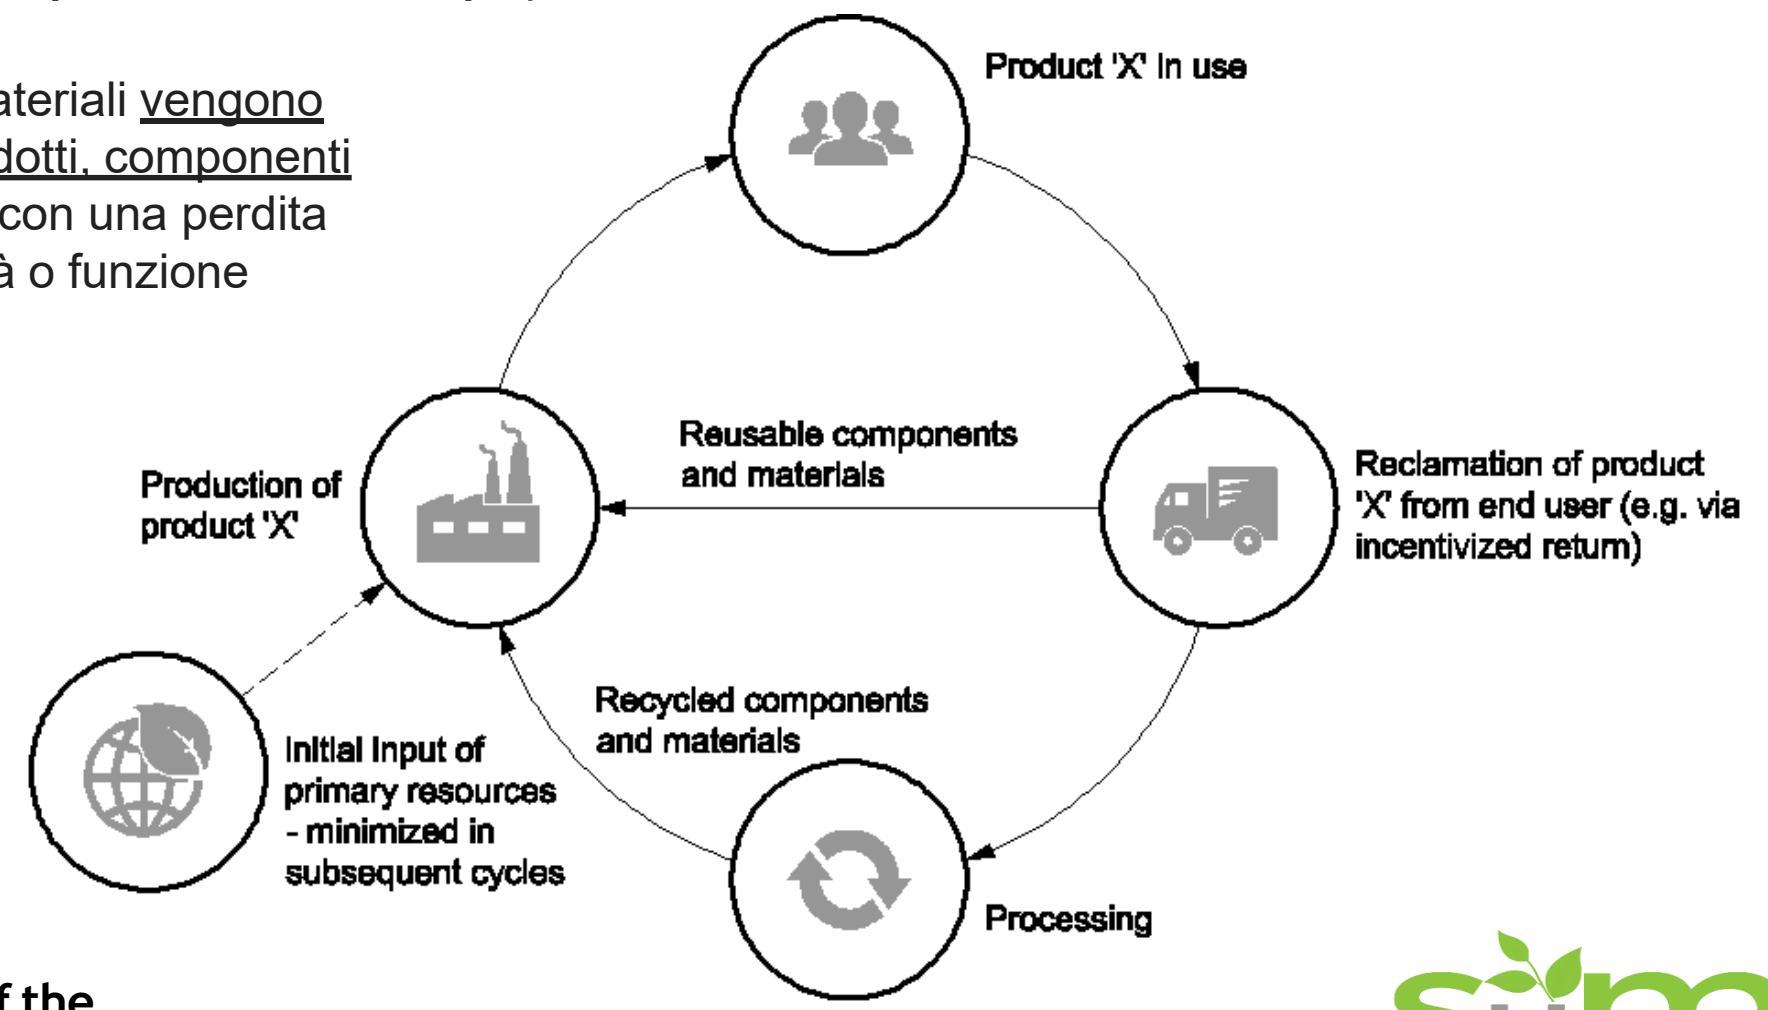 ateriali vengono
dotti, componenti
con una perdita
à o funzione
Product 'X' in use
Reusable components
and materials
Production of
product 'X'
Reclamation of product
'X' from end user (e.g. via
incentivized return)
Recycled components
and materials
Initial input of
primary resources
- minimized in
subsequent cycles
Processing
f the
sum